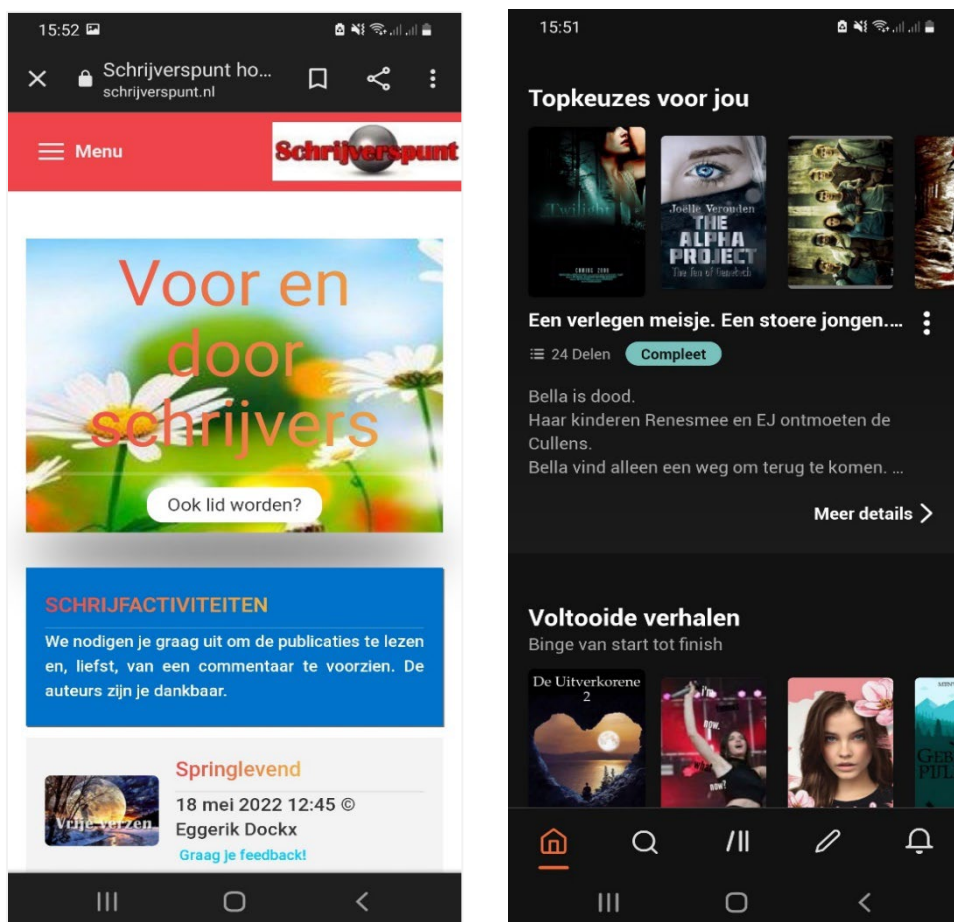 15:52
Schrijverspunt ho...
schrijverspunt.nl
Menu
Schrijverspunt
Voor en
door
schrijvers
Ook lid worden?
SCHRIJFACTIVITEITEN
We nodigen je graag uit om de publicaties te lezen
en, liefst, van een commentaar te voorzien. De
auteurs zijn je dankbaar.
Vrije verzen
Springlevend
18 mei 2022 12:45 ©
Eggerik Dockx
Graag je feedback!
15:51
Topkeuzes voor jou
Twilight
Joëlle Verouden
THE
ALPHA
PROJECT
Een verlegen meisje. Een stoere jongen....
24 Delen
Compleet
Bella is dood.
Haar kinderen Renesmee en EJ ontmoeten de
Cullens.
Bella vind alleen een weg om terug te komen. ...
Meer details
Voltooide verhalen
Binge van start tot finish
De Uitverkorene
2
i'm
now.
what
now?